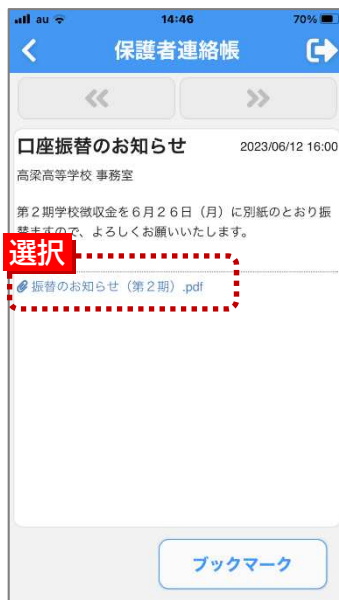 au 14:46 70%
保護者連絡帳
口座振替のお知らせ 2023/06/12 16:00
高梁高等学校 事務室
第2期学校徴収金を6月26日（月）に別紙のとおり振
替ますので、よろしくお願いいたします。
選択
振替のお知らせ（第2期）.pdf
ブックマーク